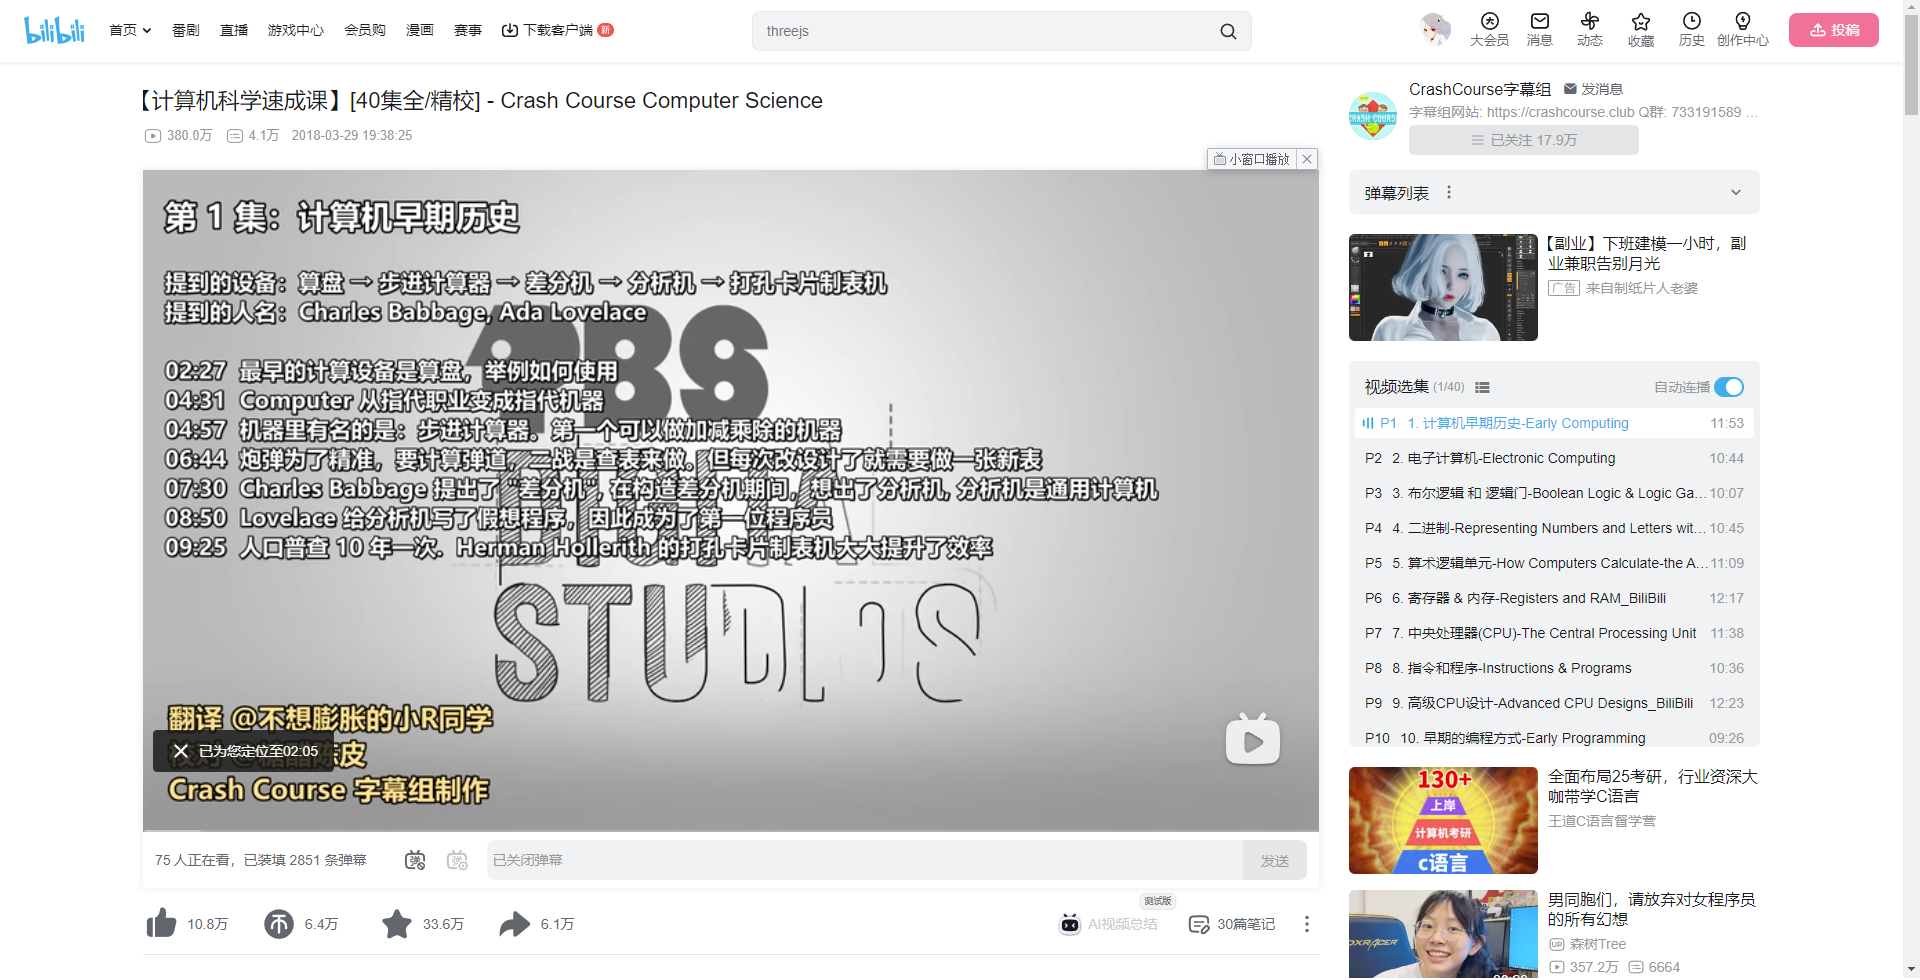 bilibili
首页
番剧
直播
游戏中心
会员购
漫画
赛事
下载客户端
新
threejs
大会员
消息
动态
收藏
历史
创作中心
投稿
【计算机科学速成课】[40集全/精校] - Crash Course Computer Science
380.0万 4.1万 2018-03-29 19:38:25
小窗口播放
第 1 集：计算机早期历史
提到的设备：算盘 → 步进计算器 → 差分机 → 分析机 → 打孔卡片制表机
提到的人名：Charles Babbage, Ada Lovelace
02:27 最早的计算设备是算盘，举例如何使用
04:31 Computer 从指代职业变成指代机器
04:57 机器里有名的是：步进计算器。第一个可以做加减乘除的机器
06:44 炮弹为了精准，要计算弹道，二战是查表来做。但每次改设计了就需要做一张新表
07:30 Charles Babbage 提出了 "差分机", 在构造差分机期间，想出了分析机, 分析机是通用计算机
08:50 Lovelace 给分析机写了假想程序，因此成为了第一位程序员
09:25 人口普查 10 年一次. Herman Hollerith 的打孔卡片制表机大大提升了效率
PBS
DIGITAL
STUDIOS
翻译 @不想膨胀的小R同学
校对 @糖醋陈皮
Crash Course 字幕组制作
已为您定位至02:05
75 人正在看，已装填 2851 条弹幕
弹
弹
已关闭弹幕
发送
10.8万
6.4万
33.6万
6.1万
测试版
AI视频总结
30篇笔记
CrashCourse字幕组
发消息
字幕组网站: https://crashcourse.club Q群: 733191589 ...
CRASH COURS
已关注 17.9万
弹幕列表
【副业】下班建模一小时，副
业兼职告别月光
广告 来自制纸片人老婆
视频选集 (1/40)
自动连播
P1 1. 计算机早期历史-Early Computing 11:53
P2 2. 电子计算机-Electronic Computing 10:44
P3 3. 布尔逻辑 和 逻辑门-Boolean Logic & Logic Ga... 10:07
P4 4. 二进制-Representing Numbers and Letters wit... 10:45
P5 5. 算术逻辑单元-How Computers Calculate-the A... 11:09
P6 6. 寄存器 & 内存-Registers and RAM_BiliBili 12:17
P7 7. 中央处理器(CPU)-The Central Processing Unit 11:38
P8 8. 指令和程序-Instructions & Programs 10:36
P9 9. 高级CPU设计-Advanced CPU Designs_BiliBili 12:23
P10 10. 早期的编程方式-Early Programming 09:26
130+
上岸
计算机考研
c语言
全面布局25考研，行业资深大
咖带学C语言
王道C语言督学营
DXRACER
男同胞们，请放弃对女程序员
的所有幻想
UP 森树Tree
357.2万 6664